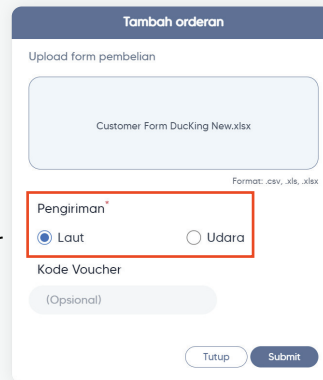 Tambah orderan
Upload form pembelian
Customer Form DucKing New.xlsx
Format: .csv, .xls, .xlsx
Pengiriman*
Laut Udara
Kode Voucher
(Opsional)
Tutup Submit